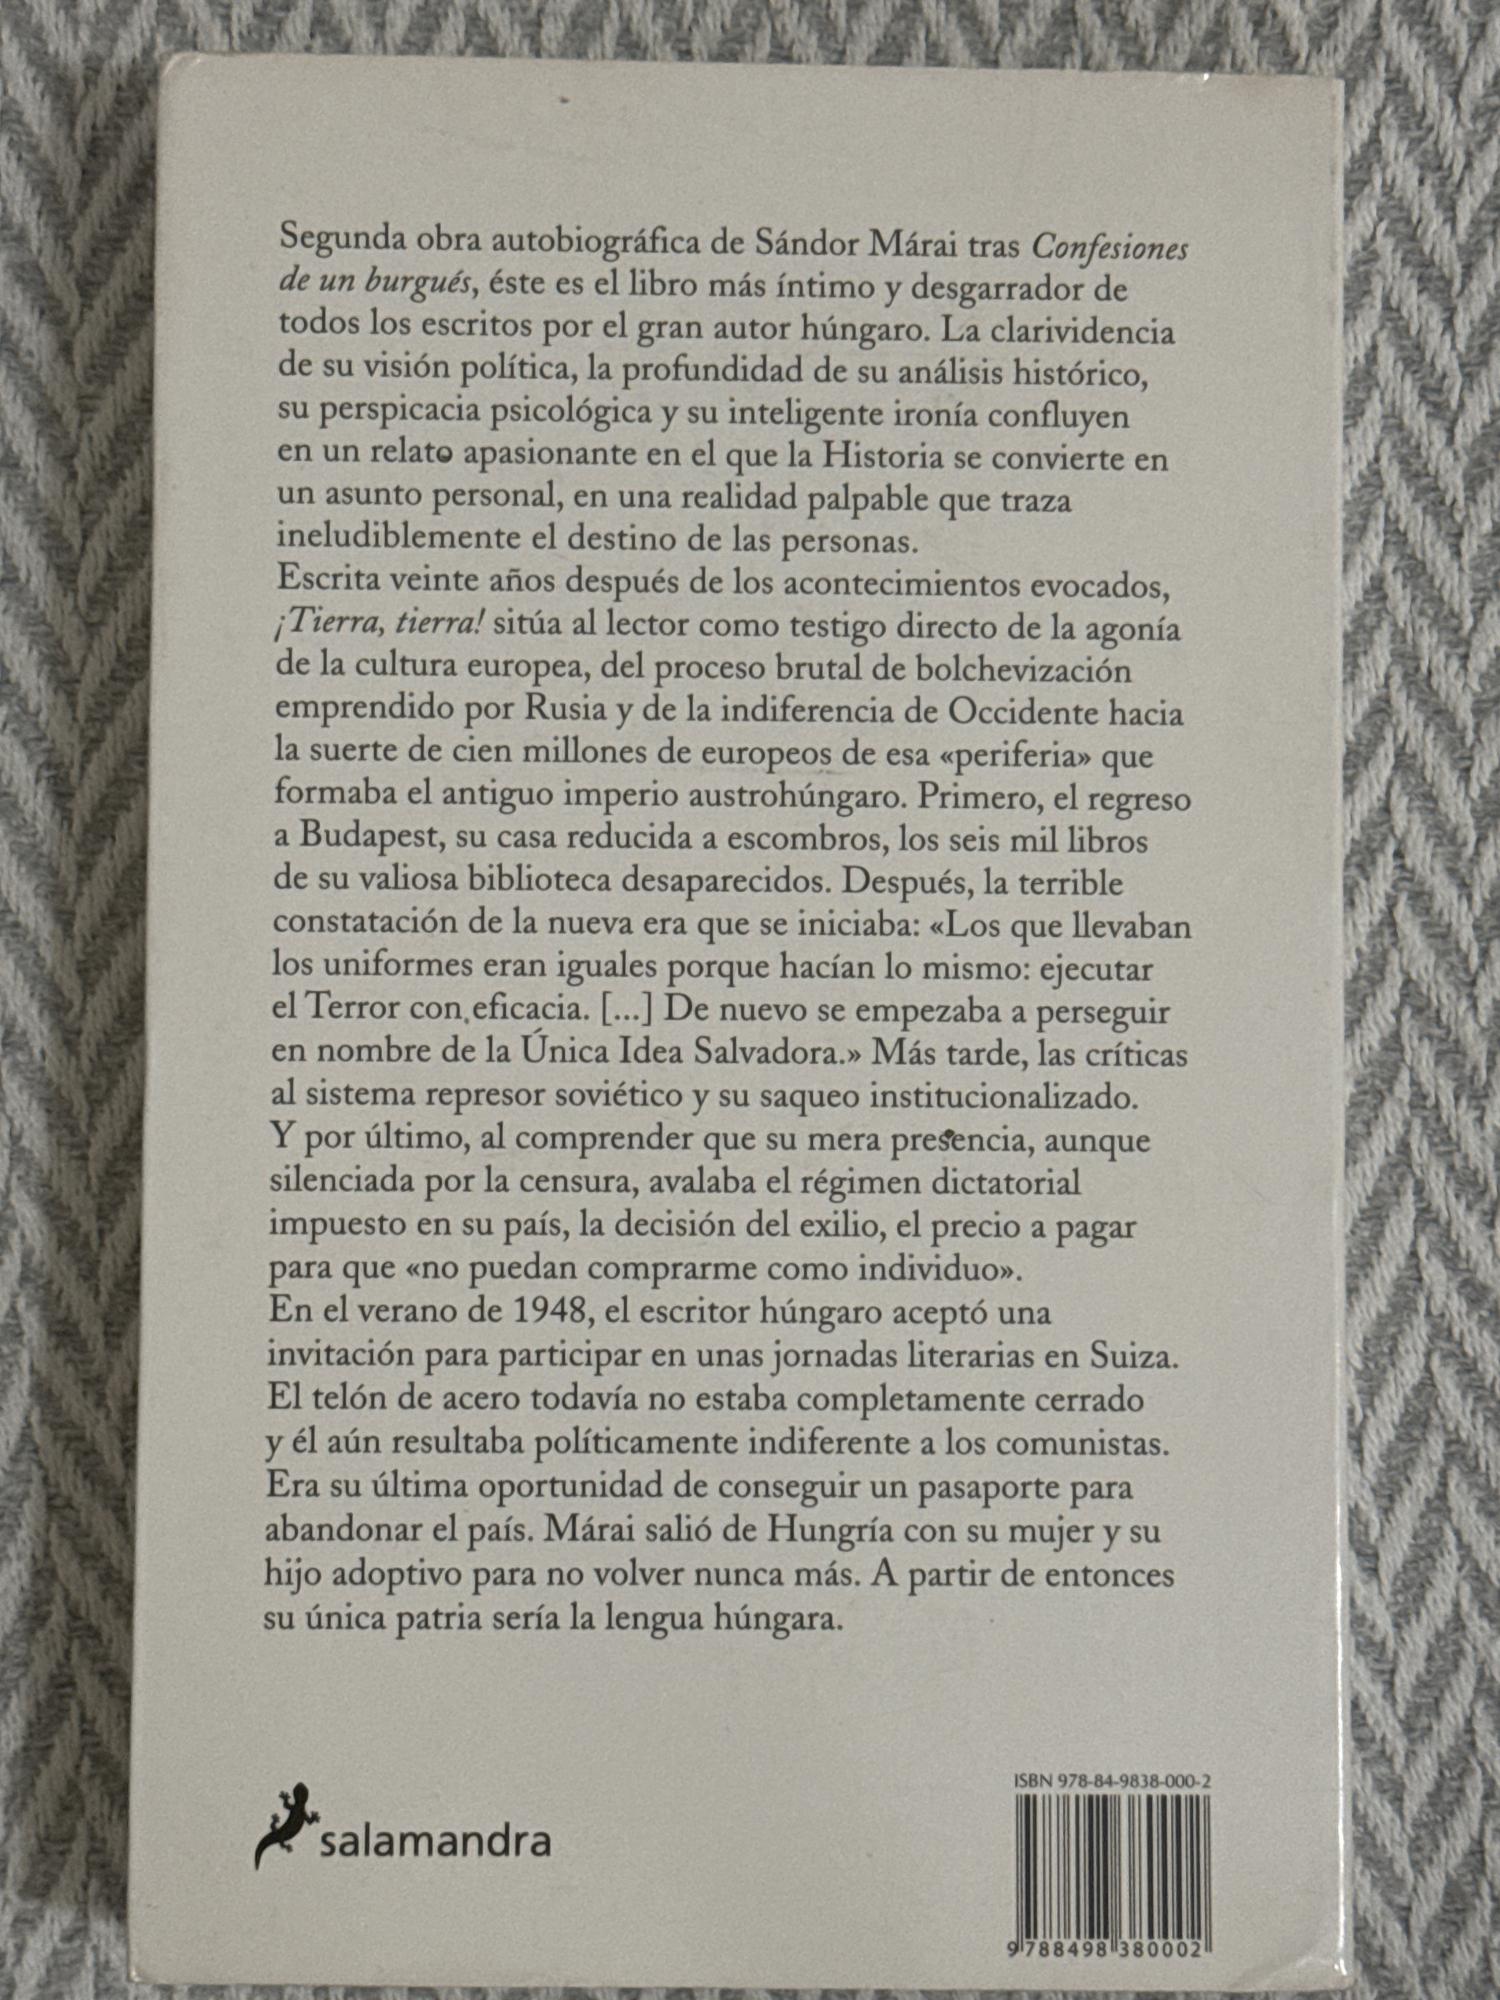 Segunda obra autobiográfica de Sándor Márai tras Confesiones
de un burgués, éste es el libro más íntimo y desgarrador de
todos los escritos por el gran autor húngaro. La clarividencia
de su visión política, la profundidad de su análisis histórico,
su perspicacia psicológica y su inteligente ironía confluyen
en un relato apasionante en el que la Historia se convierte en
un asunto personal, en una realidad palpable que traza
ineludiblemente el destino de las personas.
Escrita veinte años después de los acontecimientos evocados,
¡Tierra, tierra! sitúa al lector como testigo directo de la agonía
de la cultura europea, del proceso brutal de bolchevización
emprendido por Rusia y de la indiferencia de Occidente hacia
la suerte de cien millones de europeos de esa «periferia» que
formaba el antiguo imperio austrohúngaro. Primero, el regreso
a Budapest, su casa reducida a escombros, los seis mil libros
de su valiosa biblioteca desaparecidos. Después, la terrible
constatación de la nueva era que se iniciaba: «Los que llevaban
los uniformes eran iguales porque hacían lo mismo: ejecutar
el Terror con eficacia. [...] De nuevo se empezaba a perseguir
en nombre de la Única Idea Salvadora.» Más tarde, las críticas
al sistema represor soviético y su saqueo institucionalizado.
Y por último, al comprender que su mera presencia, aunque
silenciada por la censura, avalaba el régimen dictatorial
impuesto en su país, la decisión del exilio, el precio a pagar
para que «no puedan comprarme como individuo».
En el verano de 1948, el escritor húngaro aceptó una
invitación para participar en unas jornadas literarias en Suiza.
El telón de acero todavía no estaba completamente cerrado
y él aún resultaba políticamente indiferente a los comunistas.
Era su última oportunidad de conseguir un pasaporte para
abandonar el país. Márai salió de Hungría con su mujer y su
hijo adoptivo para no volver nunca más. A partir de entonces
su única patria sería la lengua húngara.
salamandra
ISBN 978-84-9838-000-2
9 788498 380002